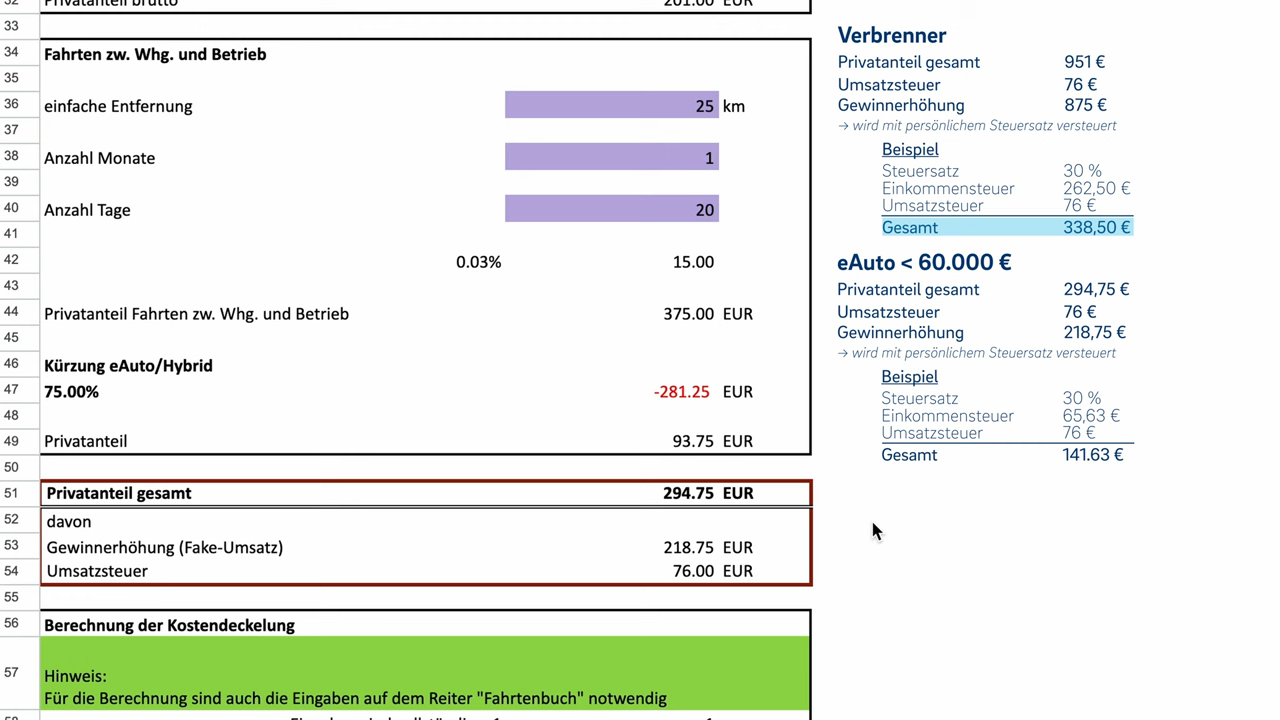 32 Privatanteil brutto 201.00 EUR
33
34 Fahrten zw. Whg. und Betrieb
35
36 einfache Entfernung 25 km
37
38 Anzahl Monate 1
39
40 Anzahl Tage 20
41
42 0.03% 15.00
43
44 Privatanteil Fahrten zw. Whg. und Betrieb 375.00 EUR
45
46 Kürzung eAuto/Hybrid
47 75.00% -281.25 EUR
48
49 Privatanteil 93.75 EUR
50
51 Privatanteil gesamt 294.75 EUR
52 davon
53 Gewinnerhöhung (Fake-Umsatz) 218.75 EUR
54 Umsatzsteuer 76.00 EUR
55
56 Berechnung der Kostendeckelung
57 Hinweis:
Für die Berechnung sind auch die Eingaben auf dem Reiter "Fahrtenbuch" notwendig
Verbrenner
Privatanteil gesamt 951 €
Umsatzsteuer 76 €
Gewinnerhöhung 875 €
→ wird mit persönlichem Steuersatz versteuert
Beispiel
Steuersatz 30 %
Einkommensteuer 262,50 €
Umsatzsteuer 76 €
Gesamt 338,50 €
eAuto < 60.000 €
Privatanteil gesamt 294,75 €
Umsatzsteuer 76 €
Gewinnerhöhung 218,75 €
→ wird mit persönlichem Steuersatz versteuert
Beispiel
Steuersatz 30 %
Einkommensteuer 65,63 €
Umsatzsteuer 76 €
Gesamt 141.63 €